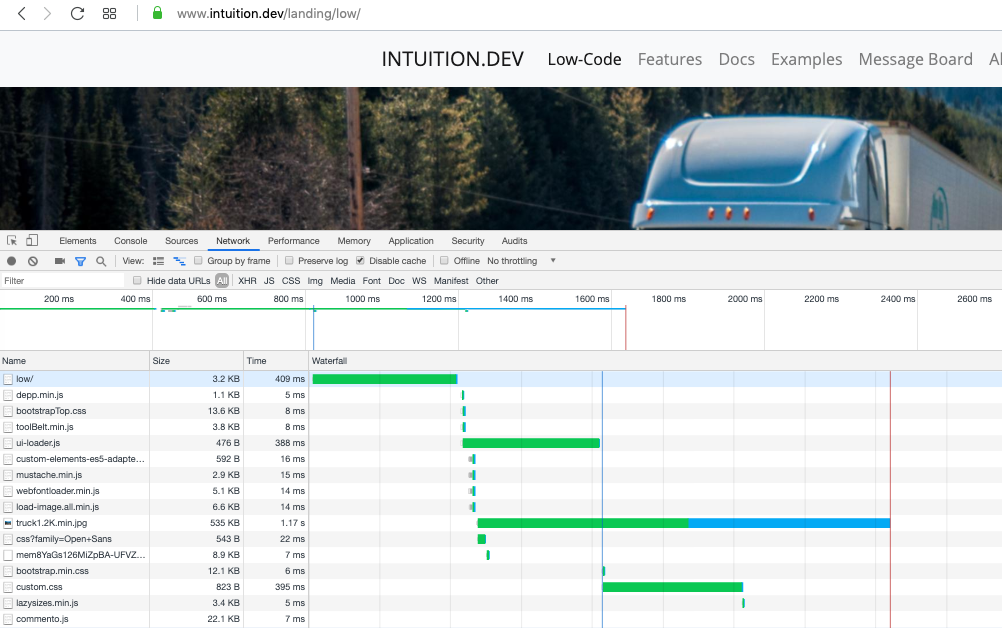 www.intuition.dev/landing/low/
INTUITION.DEV Low-Code Features Docs Examples Message Board
Elements Console Sources Network Performance Memory Application Security Audits
View: Group by frame Preserve log Disable cache Offline No throttling
Filter Hide data URLs All XHR JS CSS Img Media Font Doc WS Manifest Other
200 ms 400 ms 600 ms 800 ms 1000 ms 1200 ms 1400 ms 1600 ms 1800 ms 2000 ms 2200 ms 2400 ms 2600 ms
Name Size Time Waterfall
low/ 3.2 KB 409 ms
depp.min.js 1.1 KB 5 ms
bootstrapTop.css 13.6 KB 8 ms
toolBelt.min.js 3.8 KB 8 ms
ui-loader.js 476 B 388 ms
custom-elements-es5-adapte... 592 B 16 ms
mustache.min.js 2.9 KB 15 ms
webfontloader.min.js 5.1 KB 14 ms
load-image.all.min.js 6.6 KB 14 ms
truck1.2K.min.jpg 535 KB 1.17 s
css?family=Open+Sans 543 B 22 ms
mem8YaGs126MiZpBA-UFVZ... 8.9 KB 7 ms
bootstrap.min.css 12.1 KB 6 ms
custom.css 823 B 395 ms
lazysizes.min.js 3.4 KB 5 ms
commento.js 22.1 KB 7 ms